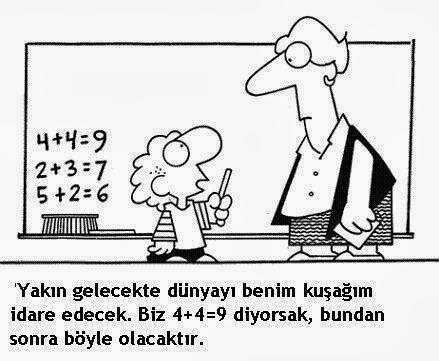 4+4=9
2+3=7
5+2=6
'Yakın gelecekte dünyayı benim kuşağım
idare edecek. Biz 4+4=9 diyorsak, bundan
sonra böyle olacaktır.